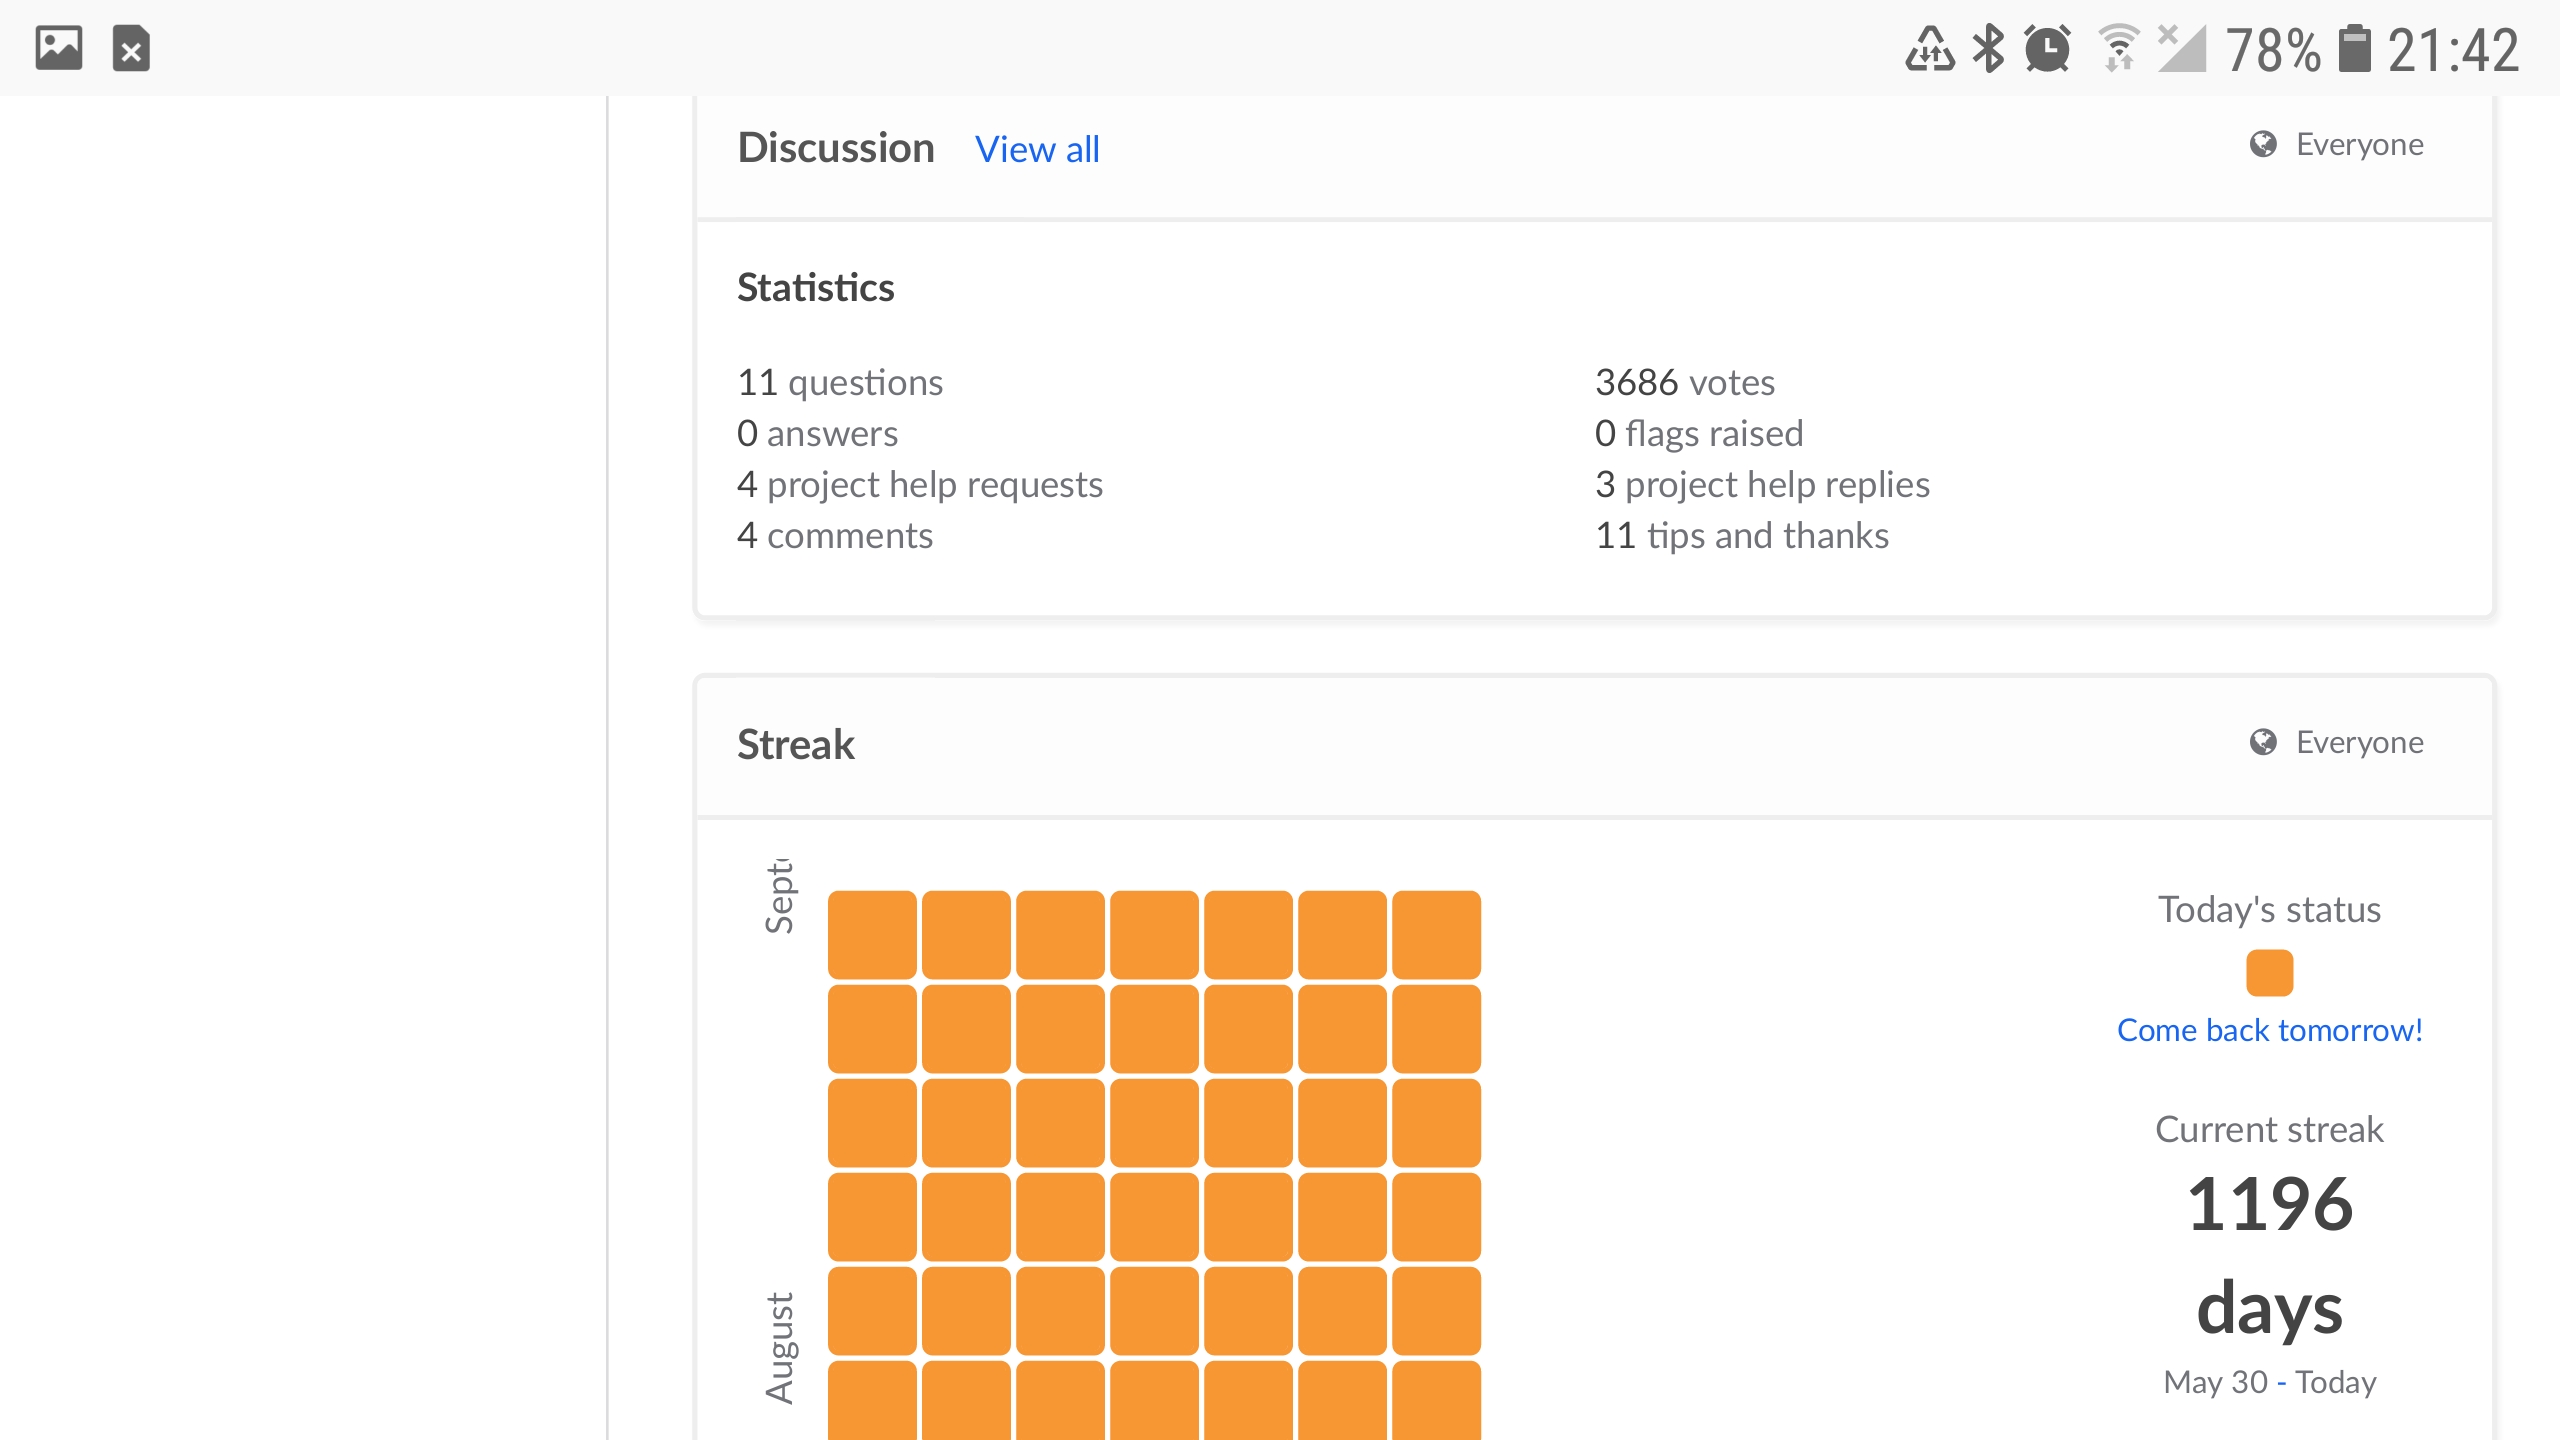 78% 21:42
Discussion View all Everyone
Statistics
11 questions
0 answers
4 project help requests
4 comments
3686 votes
0 flags raised
3 project help replies
11 tips and thanks
Streak Everyone
Sept
August
Today's status
Come back tomorrow!
Current streak
1196
days
May 30 - Today